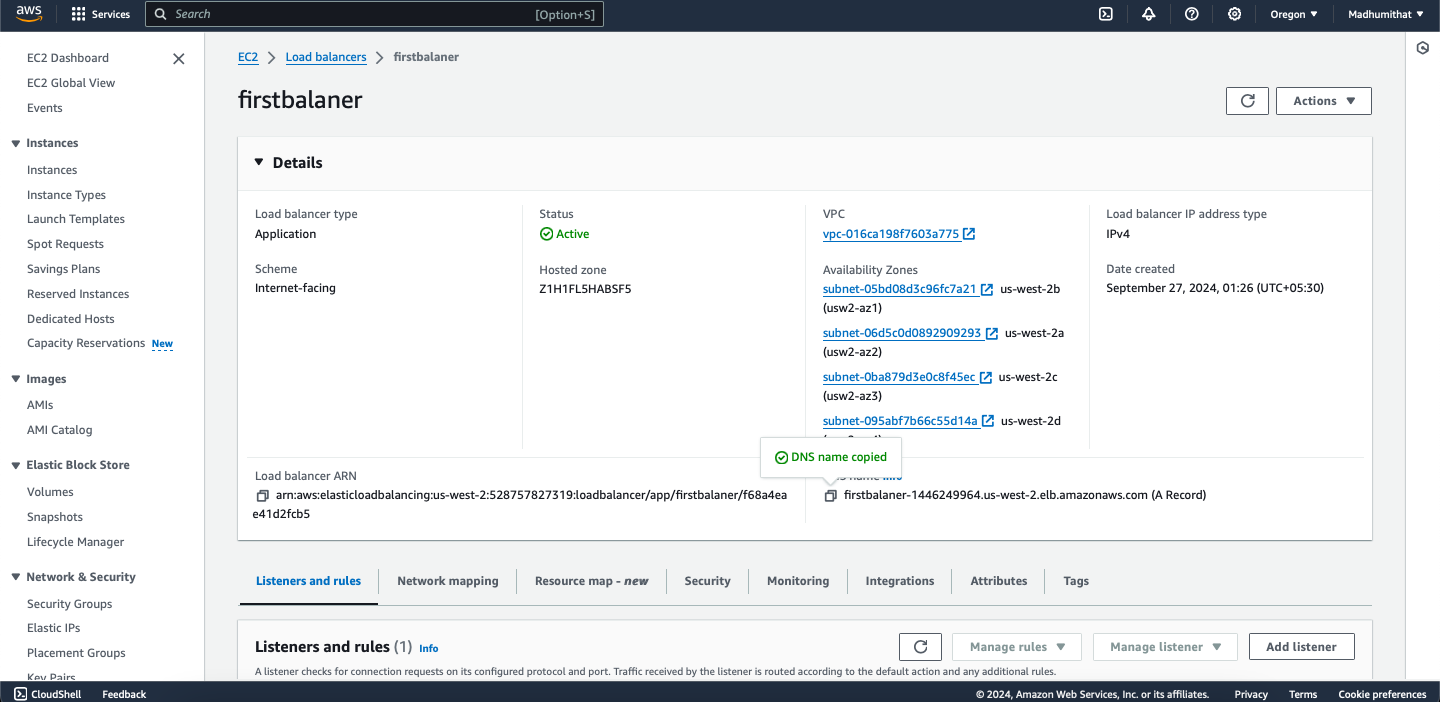 aws
Services
Search
[Option+S]
Oregon ▼
Madhumithat ▼
EC2 Dashboard
EC2 Global View
Events
▼ Instances
Instances
Instance Types
Launch Templates
Spot Requests
Savings Plans
Reserved Instances
Dedicated Hosts
Capacity Reservations New
▼ Images
AMIs
AMI Catalog
▼ Elastic Block Store
Volumes
Snapshots
Lifecycle Manager
▼ Network & Security
Security Groups
Elastic IPs
Placement Groups
Key Pairs
EC2 > Load balancers > firstbalaner
firstbalaner
Actions ▼
▼ Details
Load balancer type
Application
Scheme
Internet-facing
Status
Active
Hosted zone
Z1H1FL5HABSF5
VPC
vpc-016ca198f7603a775
Availability Zones
subnet-05bd08d3c96fc7a21 us-west-2b
(usw2-az1)
subnet-06d5c0d0892909293 us-west-2a
(usw2-az2)
subnet-0ba879d3e0c8f45ec us-west-2c
(usw2-az3)
subnet-095abf7b66c55d14a us-west-2d
Load balancer IP address type
IPv4
Date created
September 27, 2024, 01:26 (UTC+05:30)
DNS name copied
Load balancer ARN
arn:aws:elasticloadbalancing:us-west-2:528757827319:loadbalancer/app/firstbalaner/f68a4ea
e41d2fcb5
name Info
firstbalaner-1446249964.us-west-2.elb.amazonaws.com (A Record)
Listeners and rules
Network mapping
Resource map - new
Security
Monitoring
Integrations
Attributes
Tags
Listeners and rules (1) Info
Manage rules ▼
Manage listener ▼
Add listener
A listener checks for connection requests on its configured protocol and port. Traffic received by the listener is routed according to the default action and any additional rules.
CloudShell
Feedback
© 2024, Amazon Web Services, Inc. or its affiliates.
Privacy
Terms
Cookie preferences